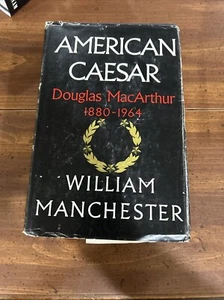 AMERICAN
CAESAR
Douglas MacArthur
1880-1964
WILLIAM
MANCHESTER